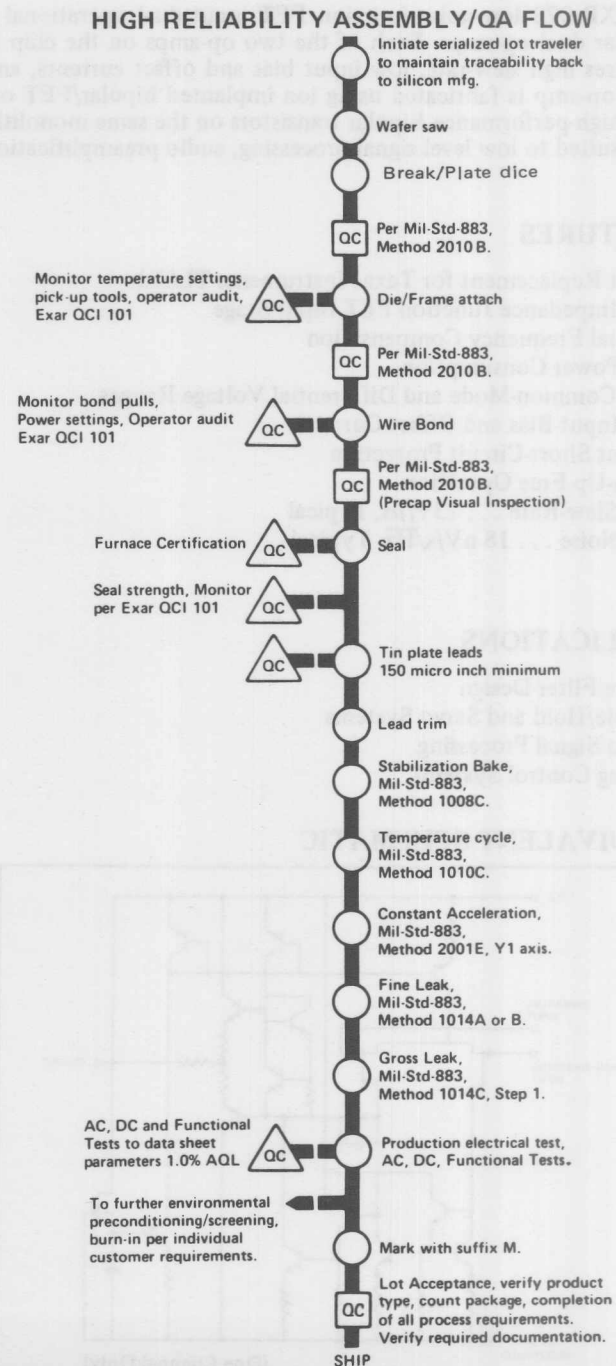 HIGH RELIABILITY ASSEMBLY/QA FLOW
Initiate serialized lot traveler
to maintain traceability back
to silicon mfg.
Wafer saw
Break/Plate dice
QC
Per Mil-Std-883,
Method 2010 B.
Monitor temperature settings,
pick-up tools, operator audit,
Exar QCI 101
QC
Die/Frame attach
QC
Per Mil-Std-883,
Method 2010 B.
Monitor bond pulls,
Power settings, Operator audit
Exar QCI 101
QC
Wire Bond
QC
Per Mil-Std-883,
Method 2010 B.
(Precap Visual Inspection)
Furnace Certification
QC
Seal
Seal strength, Monitor
per Exar QCI 101
QC
QC
Tin plate leads
150 micro inch minimum
Lead trim
Stabilization Bake,
Mil-Std-883,
Method 1008C.
Temperature cycle,
Mil-Std-883,
Method 1010C.
Constant Acceleration,
Mil-Std-883,
Method 2001E, Y1 axis.
Fine Leak,
Mil-Std-883,
Method 1014A or B.
Gross Leak,
Mil-Std-883,
Method 1014C, Step 1.
AC, DC and Functional
Tests to data sheet
parameters 1.0% AQL
QC
Production electrical test,
AC, DC, Functional Tests.
To further environmental
preconditioning/screening,
burn-in per individual
customer requirements.
Mark with suffix M.
QC
Lot Acceptance, verify product
type, count package, completion
of all process requirements.
Verify required documentation.
SHIP